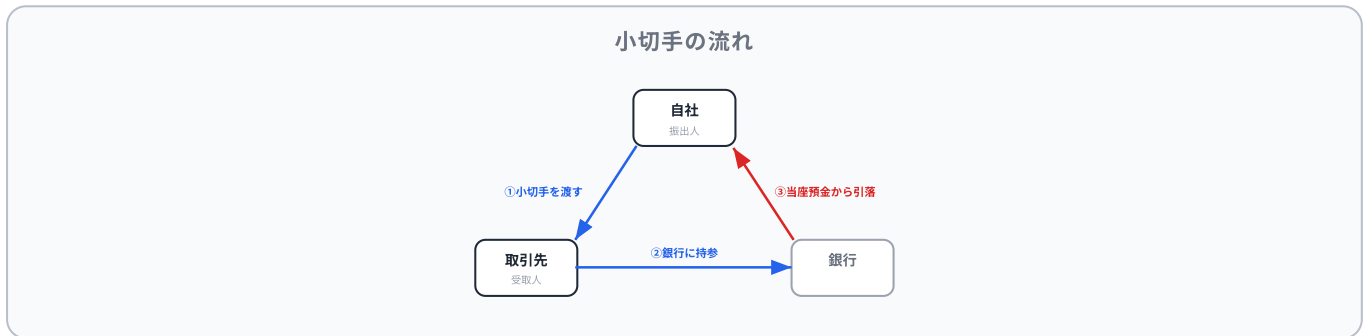 小切手の流れ
自社
振出人
①小切手を渡す
③当座預金から引落
取引先
受取人
②銀行に持参
銀行